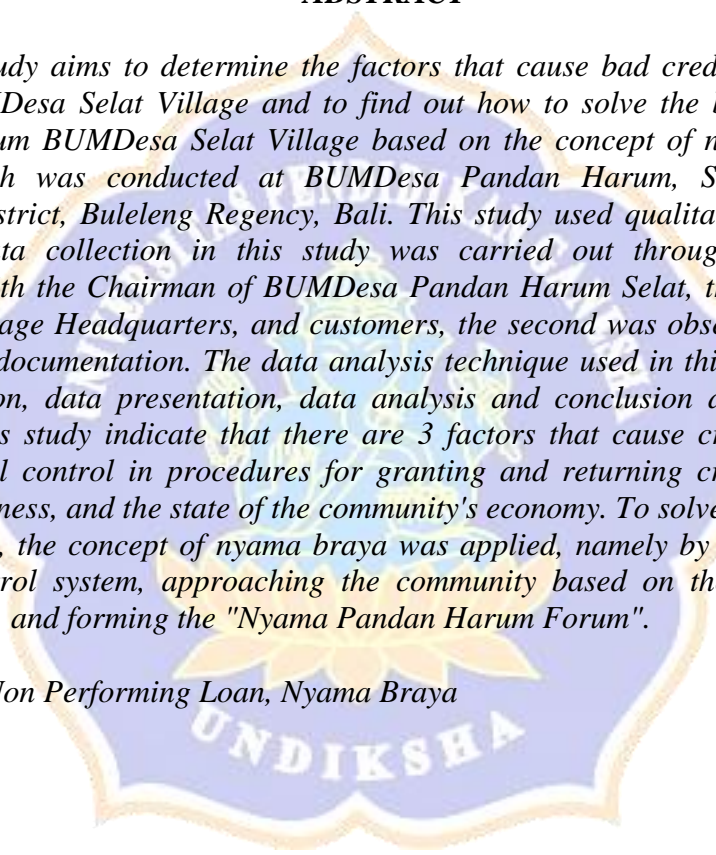 ABSTRACT
udy aims to determine the factors that cause bad cred
Desa Selat Village and to find out how to solve the b
um BUMDesa Selat Village based on the concept of n
h was conducted at BUMDesa Pandan Harum, S
strict, Buleleng Regency, Bali. This study used qualita
ta collection in this study was carried out throug
th the Chairman of BUMDesa Pandan Harum Selat, t
age Headquarters, and customers, the second was obse
documentation. The data analysis technique used in thi
on, data presentation, data analysis and conclusion
s study indicate that there are 3 factors that cause c
l control in procedures for granting and returning c
ness, and the state of the community's economy. To solve
, the concept of nyama braya was applied, namely by
rol system, approaching the community based on th
and forming the "Nyama Pandan Harum Forum".
Non Performing Loan, Nyama Braya
UNIVERSITAS PENDIDIKAN GANESHA
UNDIKSHA